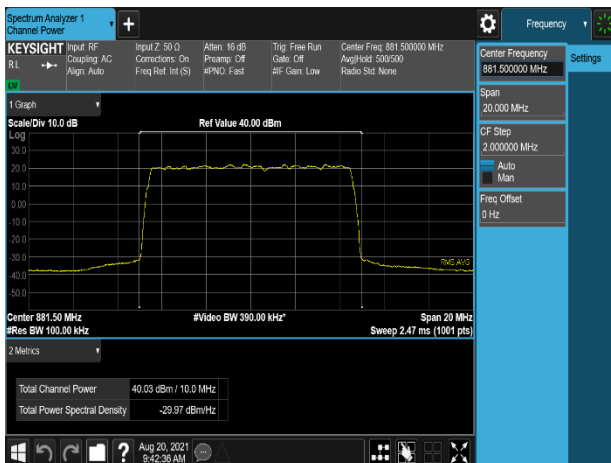 Spectrum Analyzer 1
Channel Power
+
Frequency
KEYSIGHT
RL
LXI
Input: RF
Coupling: AC
Align: Auto
Input Z: 50 Ω
Corrections: On
Freq Ref: Int (S)
Atten: 16 dB
Preamp: Off
#PNO: Fast
Trig: Free Run
Gate: Off
#IF Gain: Low
Center Freq: 881.500000 MHz
Avg|Hold: 500/500
Radio Std: None
Center Frequency
881.500000 MHz
Settings
Span
20.000 MHz
CF Step
2.000000 MHz
Auto
Man
Freq Offset
0 Hz
1 Graph
Scale/Div 10.0 dB
Ref Value 40.00 dBm
Log
30.0
20.0
10.0
0.00
-10.0
-20.0
-30.0
-40.0
-50.0
RMS AVG
Center 881.50 MHz
#Video BW 390.00 kHz*
Span 20 MHz
#Res BW 100.00 kHz
Sweep 2.47 ms (1001 pts)
2 Metrics
Total Channel Power 40.03 dBm / 10.0 MHz
Total Power Spectral Density -29.97 dBm/Hz
?
Aug 20, 2021
9:42:36 AM